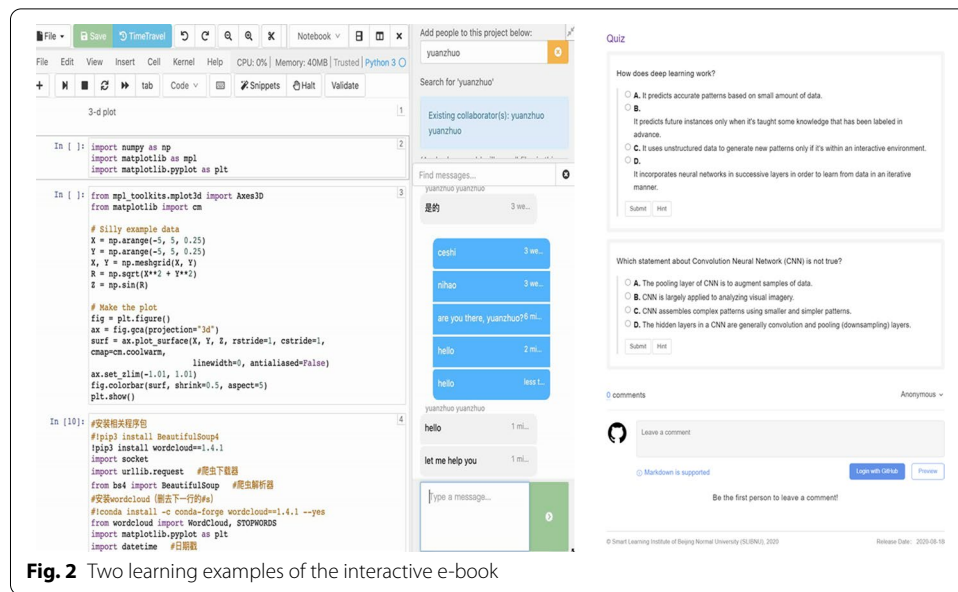 File
Save
TimeTravel
Notebook
File Edit View Insert Cell Kernel Help CPU: 0% Memory: 40MB Trusted Python 3
tab Code Snippets Halt Validate
3-d plot
1
In [ ]: import numpy as np
2
import matplotlib as mpl
import matplotlib.pyplot as plt
In [ ]: from mpl_toolkits.mplot3d import Axes3D
3
from matplotlib import cm
# Silly example data
X = np.arange(-5, 5, 0.25)
Y = np.arange(-5, 5, 0.25)
X, Y = np.meshgrid(X, Y)
R = np.sqrt(X**2 + Y**2)
Z = np.sin(R)
# Make the plot
fig = plt.figure()
ax = fig.gca(projection="3d")
surf = ax.plot_surface(X, Y, Z, rstride=1, cstride=1,
cmap=cm.coolwarm,
linewidth=0, antialiased=False)
ax.set_zlim(-1.01, 1.01)
fig.colorbar(surf, shrink=0.5, aspect=5)
plt.show()
In [10]: #安装相关程序包
4
#!pip3 install BeautifulSoup4
!pip3 install wordcloud==1.4.1
import socket
import urllib.request #爬虫下载器
from bs4 import BeautifulSoup #爬虫解析器
#安装wordcloud (删去下一行的#s)
#!conda install -c conda-forge wordcloud==1.4.1 --yes
from wordcloud import WordCloud, STOPWORDS
import matplotlib.pyplot as plt
import datetime #日期戳
Add people to this project below:
yuanzhuo
Search for 'yuanzhuo'
Existing collaborator(s): yuanzhuo
yuanzhuo
Find messages...
yuanzhuo yuanzhuo
是的 3 we...
ceshi 3 we...
nihao 3 we...
are you there, yuanzhuo? 6 mi...
hello 2 mi...
hello less t...
yuanzhuo yuanzhuo
hello 1 mi...
let me help you 1 mi...
Type a message...
Quiz
How does deep learning work?
A. It predicts accurate patterns based on small amount of data.
B.
It predicts future instances only when it's taught some knowledge that has been labeled in
advance.
C. It uses unstructured data to generate new patterns only if it's within an interactive environment.
D.
It incorporates neural networks in successive layers in order to learn from data in an iterative
manner.
Submit Hint
Which statement about Convolution Neural Network (CNN) is not true?
A. The pooling layer of CNN is to augment samples of data.
B. CNN is largely applied to analyzing visual imagery.
C. CNN assembles complex patterns using smaller and simpler patterns.
D. The hidden layers in a CNN are generally convolution and pooling (downsampling) layers.
Submit Hint
0 comments Anonymous
Leave a comment
Markdown is supported
Login with GitHub Preview
Be the first person to leave a comment!
© Smart Learning Institute of Beijing Normal University (SLIBNU), 2020 Release Date: 2020-08-18
Fig. 2 Two learning examples of the interactive e-book